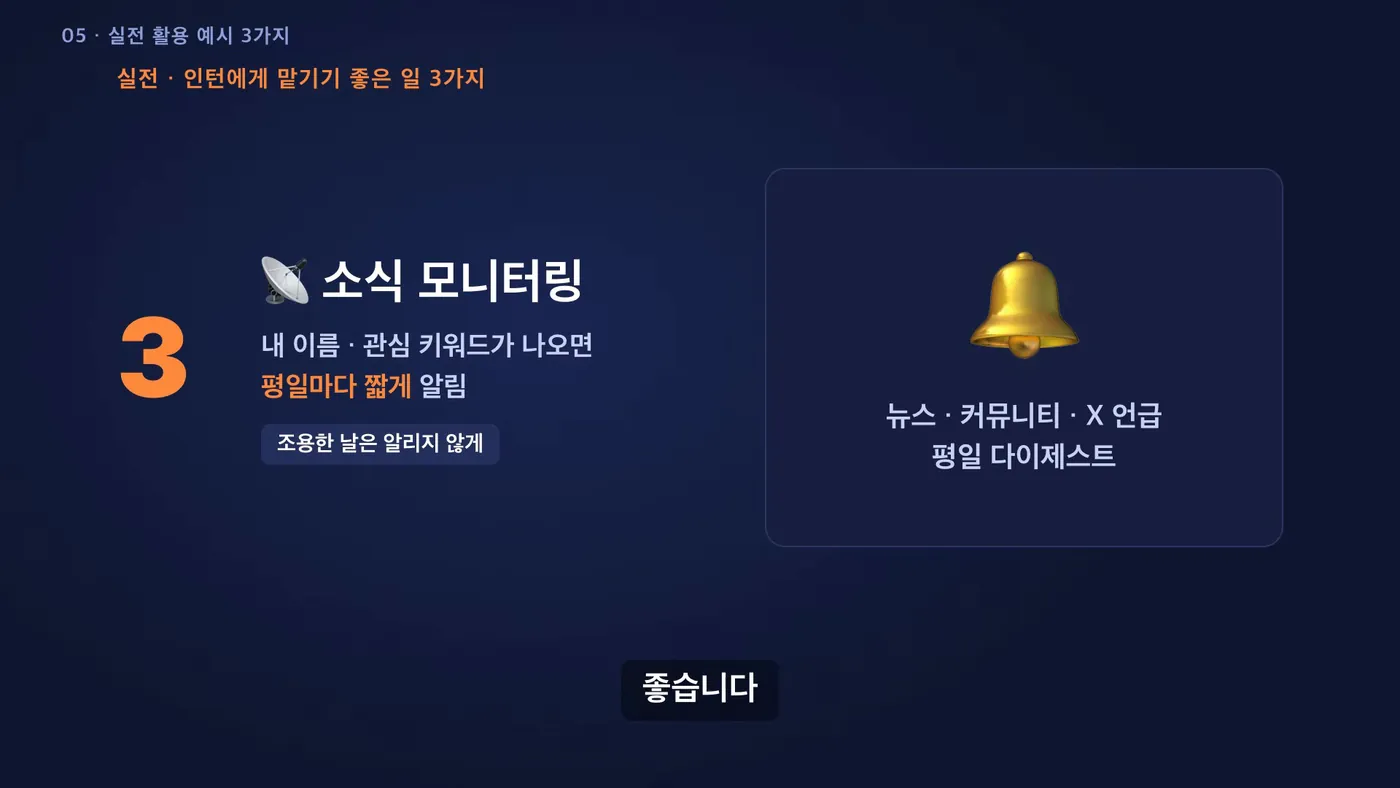 05 · 실전 활용 예시 3가지
실전 · 인턴에게 맡기기 좋은 일 3가지
3
소식 모니터링
내 이름 · 관심 키워드가 나오면
평일마다 짧게 알림
조용한 날은 알리지 않게
뉴스 · 커뮤니티 · X 언급
평일 다이제스트
좋습니다